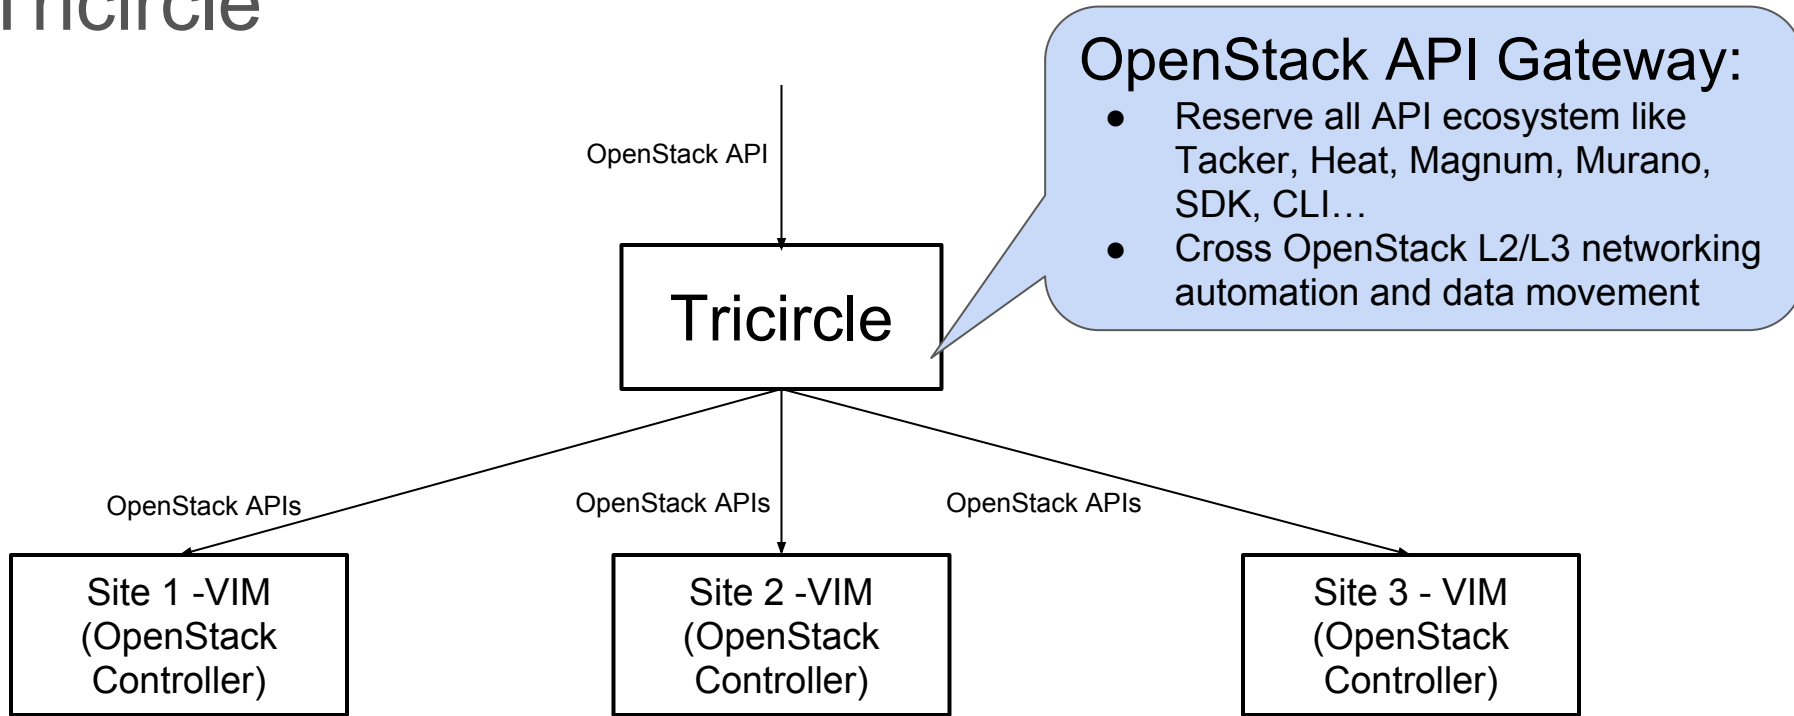 Tricircle
OpenStack API Gateway:
● Reserve all API ecosystem like
Tacker, Heat, Magnum, Murano,
SDK, CLI…
● Cross OpenStack L2/L3 networking
automation and data movement
OpenStack API
Tricircle
OpenStack APIs
OpenStack APIs
OpenStack APIs
Site 1 -VIM
(OpenStack
Controller)
Site 2 -VIM
(OpenStack
Controller)
Site 3 - VIM
(OpenStack
Controller)